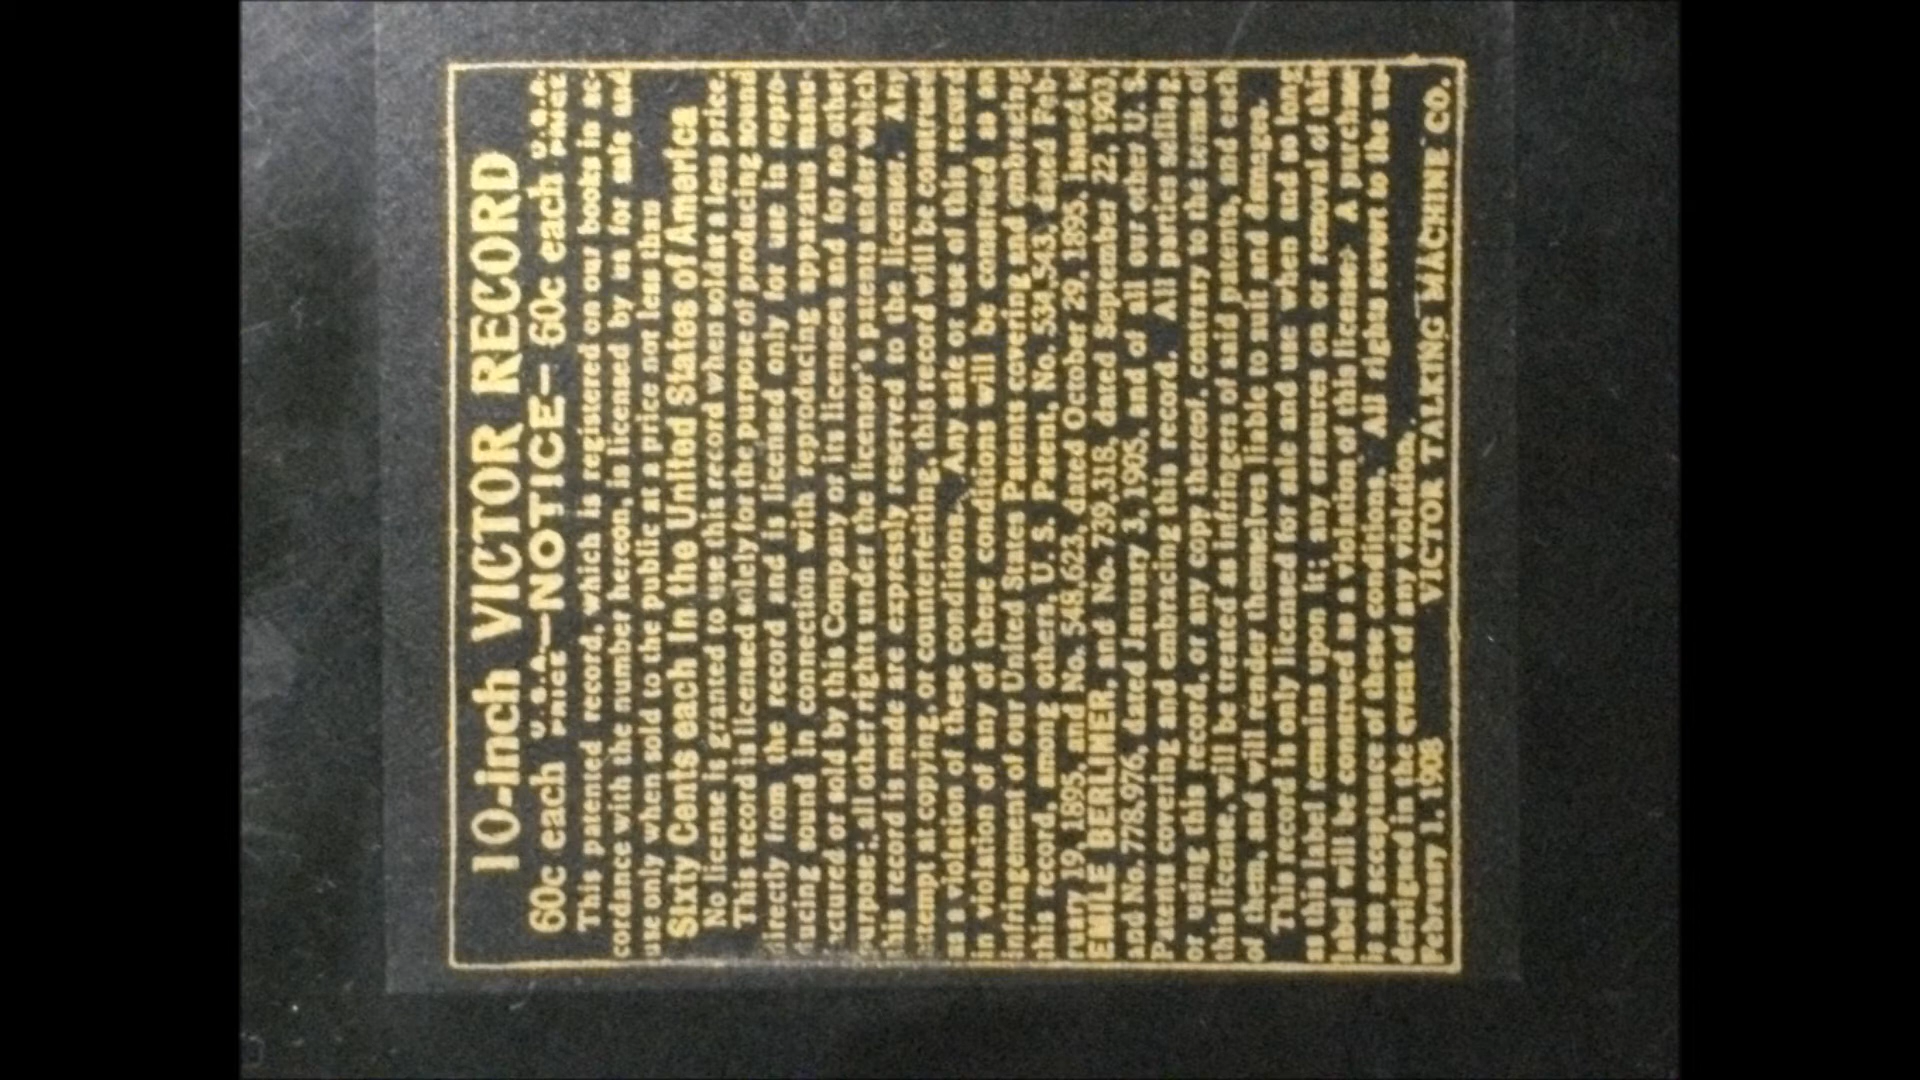 10-inch VICTOR RECORD
60c each U.S.A. PRICE—NOTICE—60c each U.S.A. PRICE
This patented record, which is registered on our books in ac-
cordance with the number hereon, is licensed by us for sale and
use only when sold to the public at a price not less than
Sixty Cents each in the United States of America
No license is granted to use this record when sold at a less price.
This record is licensed solely for the purpose of producing sound
directly from the record and is licensed only for use in repro-
ducing sound in connection with reproducing apparatus manu-
actured or sold by this Company or its licensees and for no other
purpose; all other rights under the licensor's patents under which
this record is made are expressly reserved to the licensor. Any
attempt at copying, or counterfeiting, this record will be construed
as a violation of these conditions. Any sale or use of this record
in violation of any of these conditions will be construed as an
infringement of our United States Patents covering and embracing
this record, among others, U. S. Patent, No. 534,543, dated Feb-
ruary 19, 1895, and No. 548,623, dated October 29, 1895, issued to
EMILE BERLINER, and No. 739,318, dated September 22, 1903,
and No. 778,976, dated January 3, 1905, and of all our other U. S.
Patents covering and embracing this record. All parties selling,
or using this record, or any copy thereof, contrary to the terms of
this license, will be treated as infringers of said patents, and each
of them, and will render themselves liable to suit and damages.
This record is only licensed for sale and use when and so long
as this label remains upon it; any erasures on or removal of this
label will be construed as a violation of this license. A purchase
is an acceptance of these conditions. All rights revert to the un-
dersigned in the event of any violation.
February 1, 1908 VICTOR TALKING MACHINE CO.